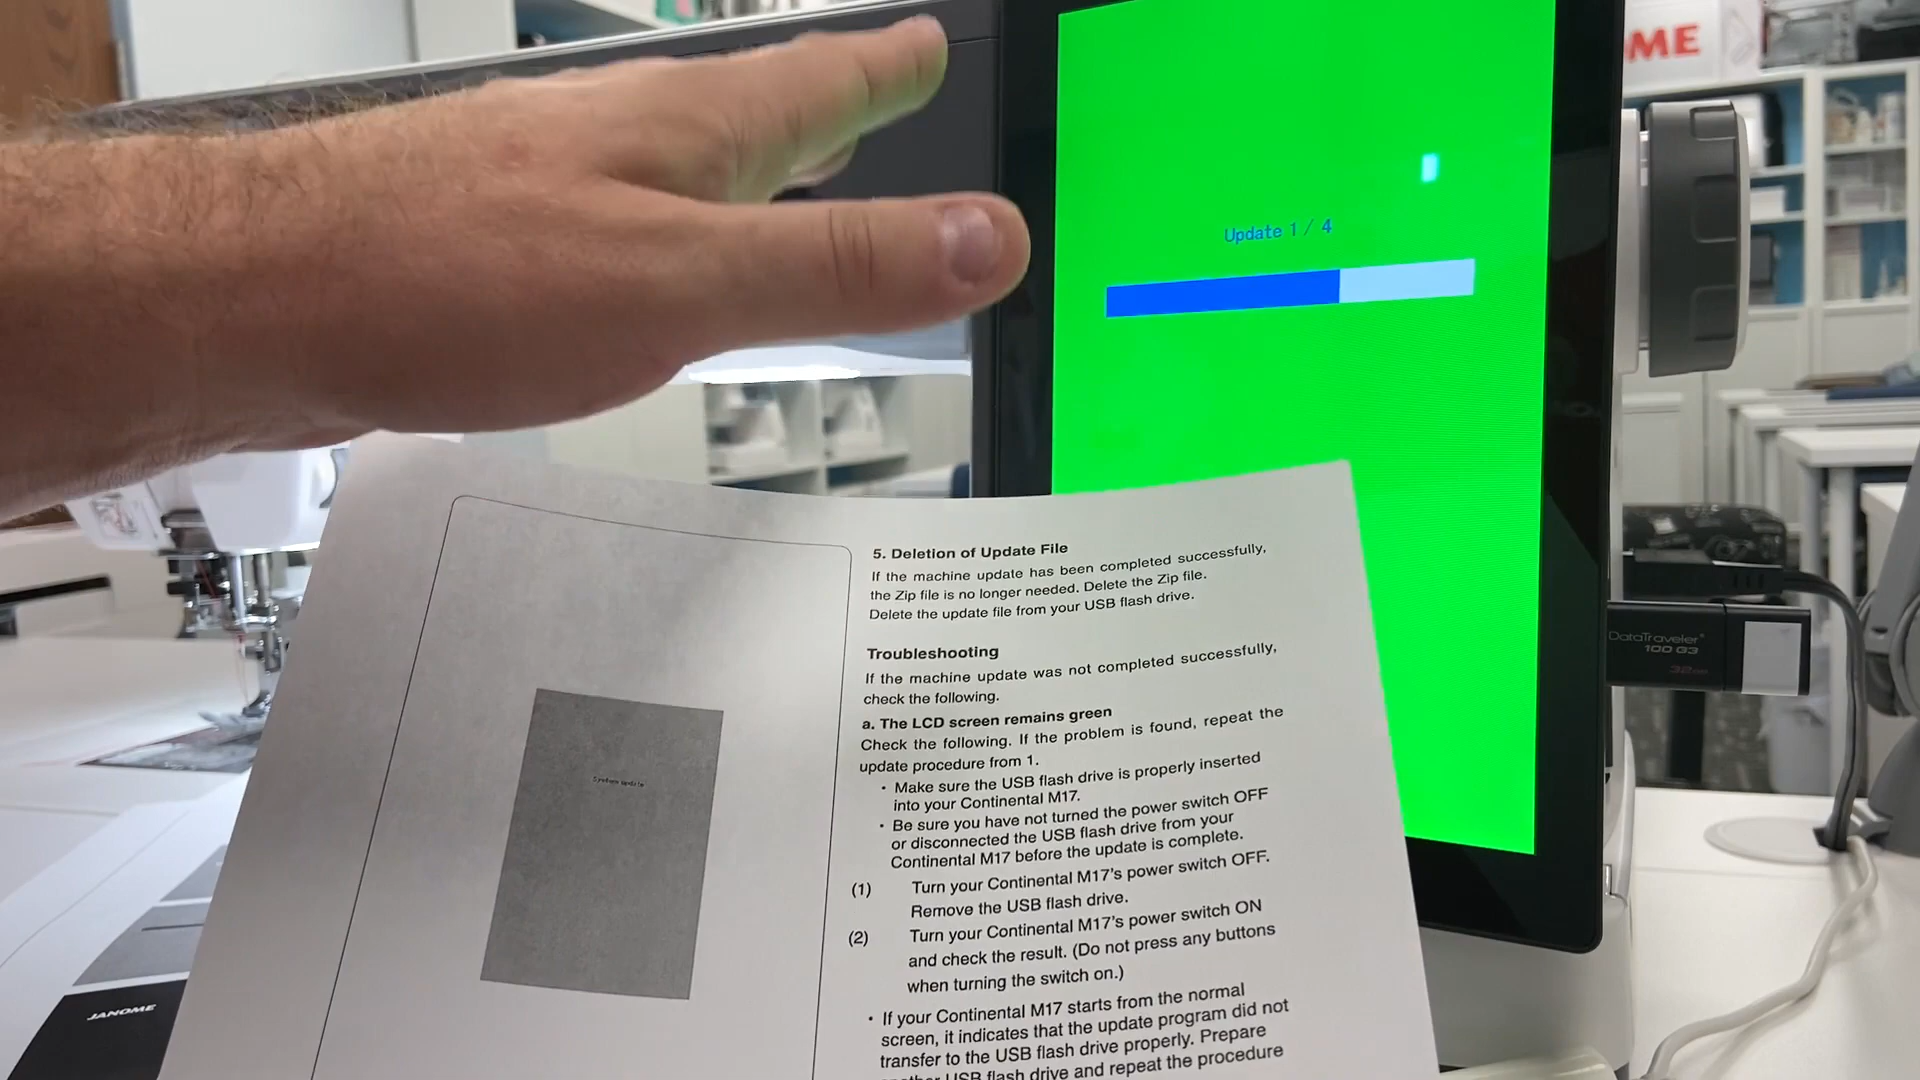 OME
Update 1 / 4
DataTraveler
100 G3
32GB
System update
JANOME
5. Deletion of Update File
If the machine update has been completed successfully,
the Zip file is no longer needed. Delete the Zip file.
Delete the update file from your USB flash drive.
Troubleshooting
If the machine update was not completed successfully,
check the following.
a. The LCD screen remains green
Check the following. If the problem is found, repeat the
update procedure from 1.
• Make sure the USB flash drive is properly inserted
into your Continental M17.
• Be sure you have not turned the power switch OFF
or disconnected the USB flash drive from your
Continental M17 before the update is complete.
(1) Turn your Continental M17's power switch OFF.
Remove the USB flash drive.
(2) Turn your Continental M17's power switch ON
and check the result. (Do not press any buttons
when turning the switch on.)
• If your Continental M17 starts from the normal
screen, it indicates that the update program did not
transfer to the USB flash drive properly. Prepare
another USB flash drive and repeat the procedure